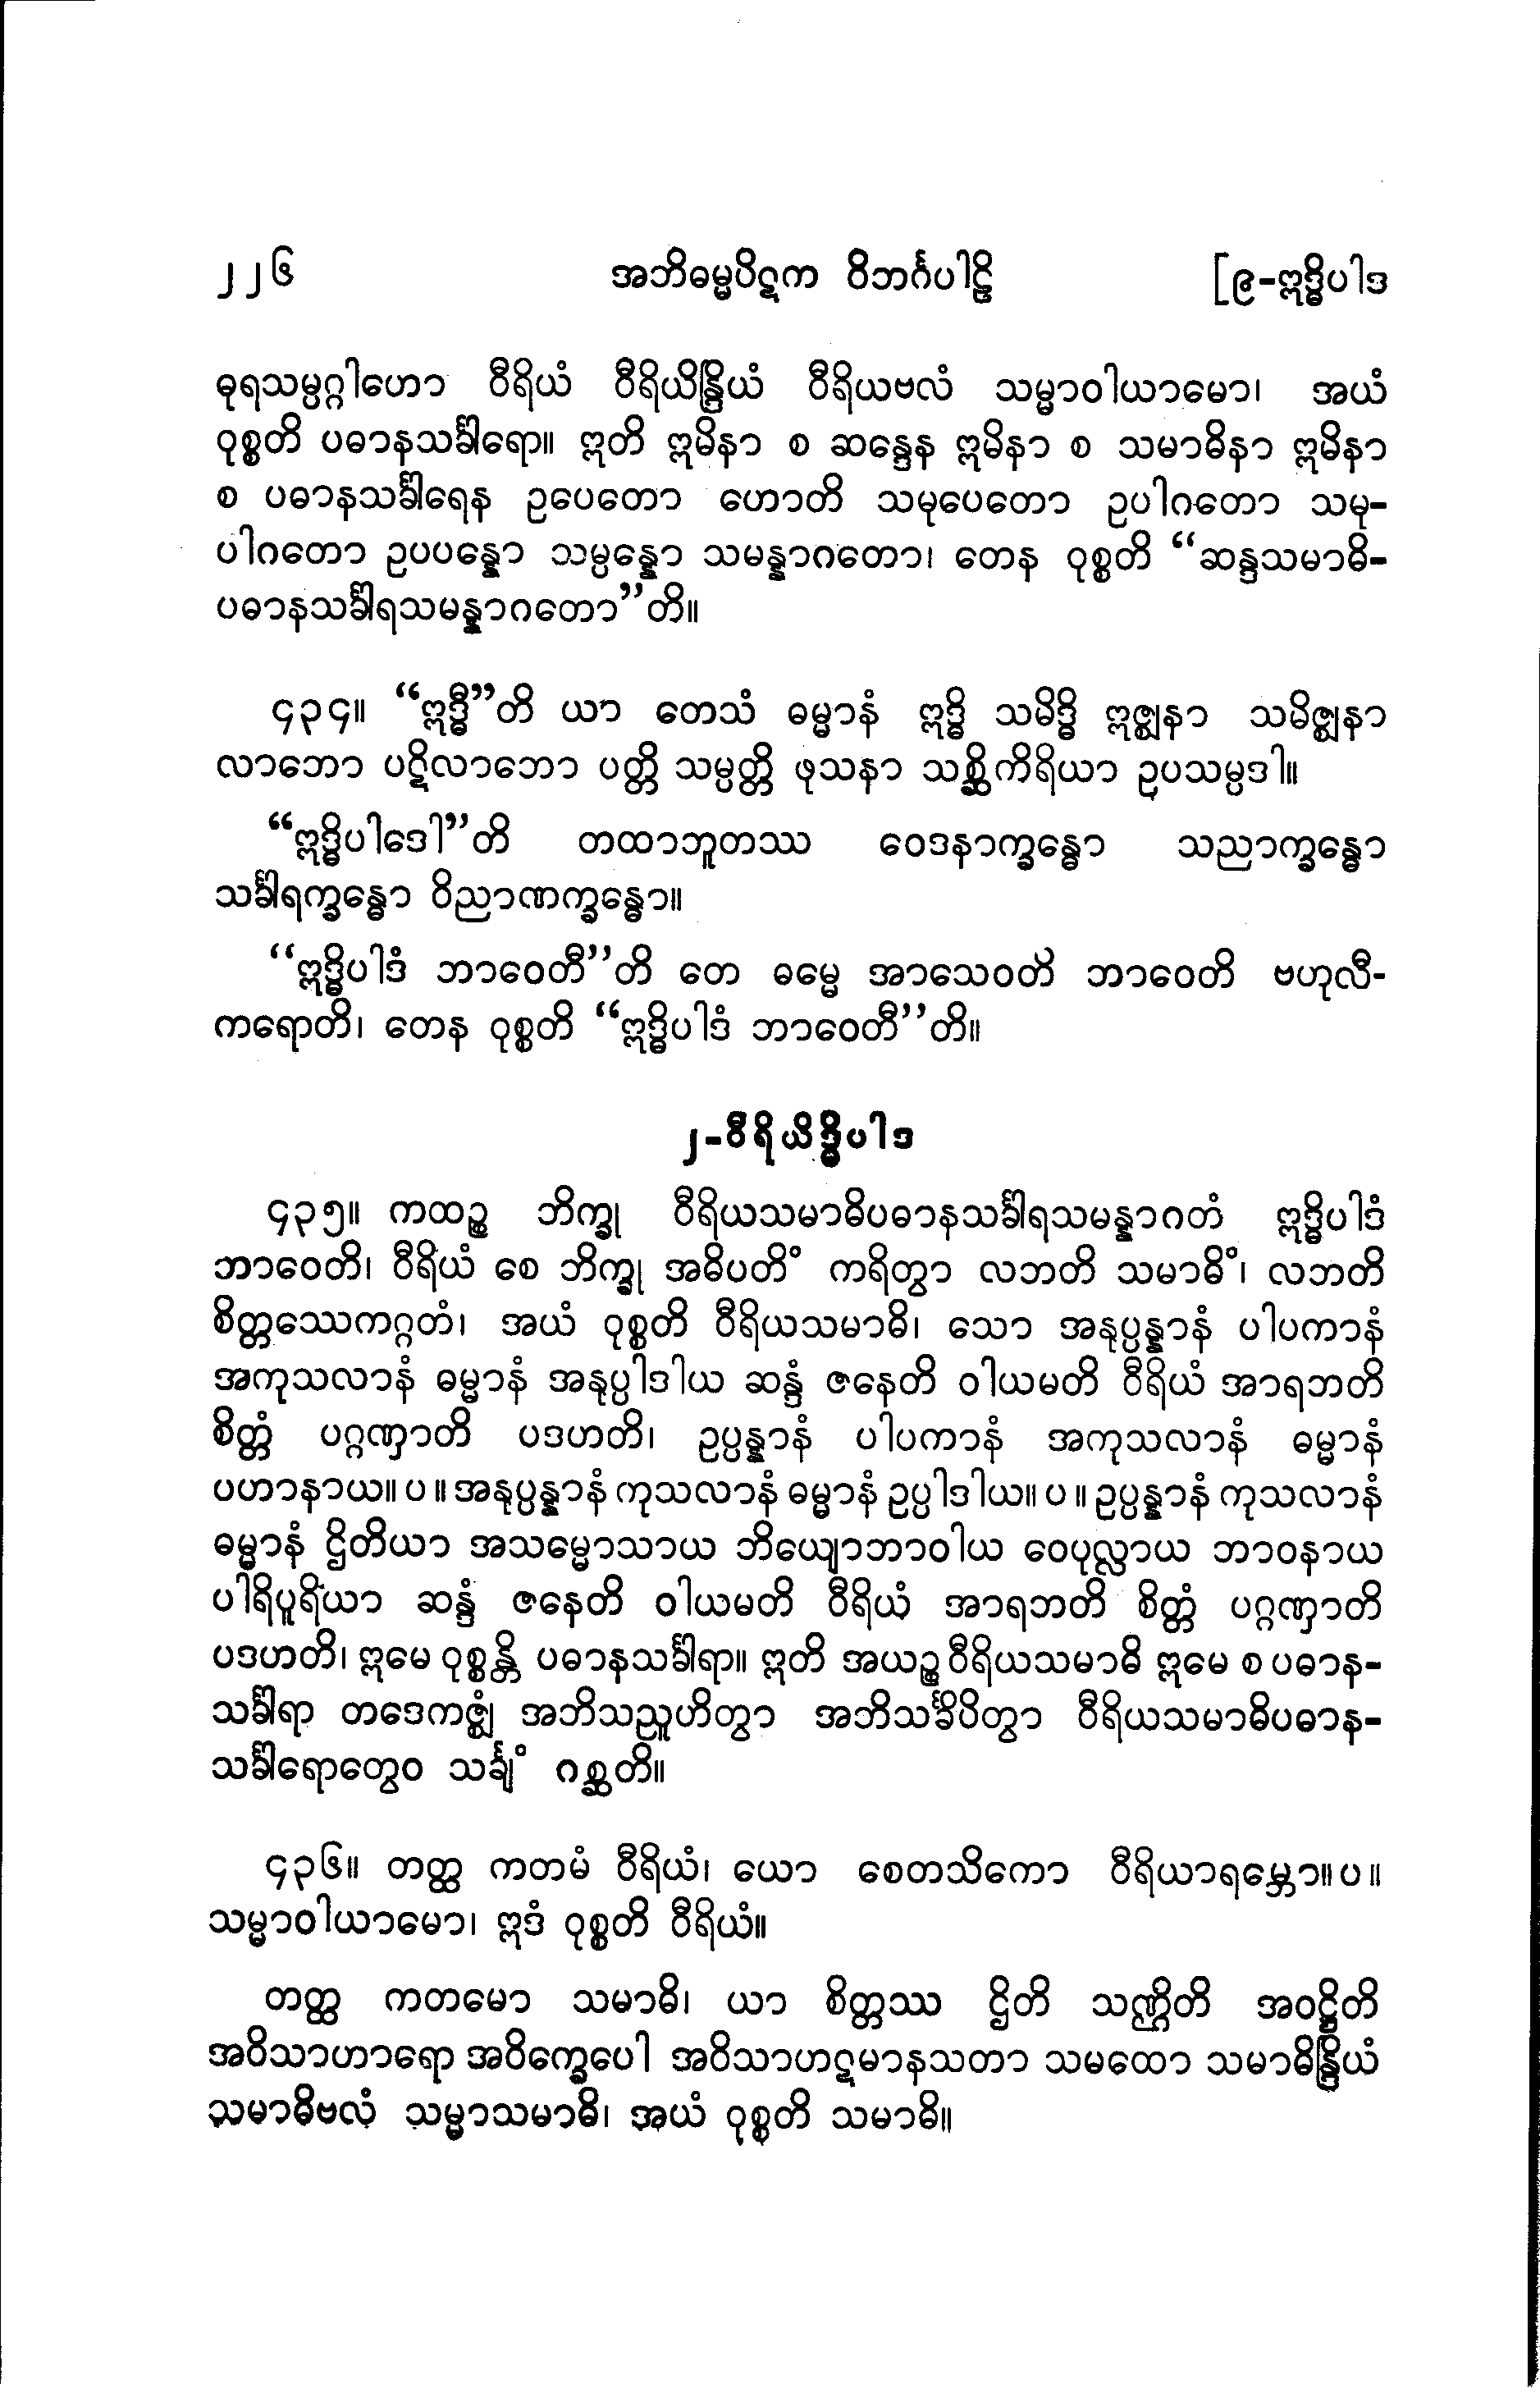 ၂၂၆ အဘိဓမ္မပိဋက ဝိဘင်္ဂပါဠိ [၉-ဣဒ္ဓိပါဒ
ဓုရသမ္ပဂ္ဂါဟော ဝီရိယံ ဝီရိယိန္ဒြိယံ ဝီရိယဗလံ သမ္မာဝါယာမော၊ အယံ
ဝုစ္စတိ ပဓာနသင်္ခါရော။ ဣတိ ဣမိနာ စ ဆန္ဒေန ဣမိနာ စ သမာဓိနာ ဣမိနာ
စ ပဓာနသင်္ခါရေန ဥပေတော ဟောတိ သမုပေတော ဥပါဂတော သမု-
ပါဂတော ဥပပန္နော သမ္ပန္နော သမန္နာဂတော၊ တေန ဝုစ္စတိ “ဆန္ဒသမာဓိ-
ပဓာနသင်္ခါရသမန္နာဂတော”တိ။
၄၃၄။ “ဣဒ္ဓီ”တိ ယာ တေသံ ဓမ္မာနံ ဣဒ္ဓိ သမိဒ္ဓိ ဣဇ္ဈနာ သမိဇ္ဈနာ
လာဘော ပဋိလာဘော ပတ္တိ သမ္ပတ္တိ ဖုသနာ သစ္ဆိကိရိယာ ဥပသမ္ပဒါ။
“ဣဒ္ဓိပါဒေါ”တိ တထာဘူတဿ ဝေဒနာက္ခန္ဓော သညာက္ခန္ဓော
သင်္ခါရက္ခန္ဓော ဝိညာဏက္ခန္ဓော။
“ဣဒ္ဓိပါဒံ ဘာဝေတီ”တိ တေ ဓမ္မေ အာသေဝတိ ဘာဝေတိ ဗဟုလီ-
ကရောတိ၊ တေန ဝုစ္စတိ “ဣဒ္ဓိပါဒံ ဘာဝေတီ”တိ။
၂-ဝီရိယိဒ္ဓိပါဒ
၄၃၅။ ကထဉ္စ ဘိက္ခု ဝီရိယသမာဓိပဓာနသင်္ခါရသမန္နာဂတံ ဣဒ္ဓိပါဒံ
ဘာဝေတိ၊ ဝီရိယံ စေ ဘိက္ခု အဓိပတိံ ကရိတွာ လဘတိ သမာဓိံ၊ လဘတိ
စိတ္တဿေကဂ္ဂတံ၊ အယံ ဝုစ္စတိ ဝီရိယသမာဓိ၊ သော အနုပ္ပန္နာနံ ပါပကာနံ
အကုသလာနံ ဓမ္မာနံ အနုပ္ပါဒါယ ဆန္ဒံ ဇနေတိ ဝါယမတိ ဝီရိယံ အာရဘတိ
စိတ္တံ ပဂ္ဂဏှာတိ ပဒဟတိ၊ ဥပ္ပန္နာနံ ပါပကာနံ အကုသလာနံ ဓမ္မာနံ
ပဟာနာယ။ ပ ။ အနုပ္ပန္နာနံ ကုသလာနံ ဓမ္မာနံ ဥပ္ပါဒါယ။ ပ ။ ဥပ္ပန္နာနံ ကုသလာနံ
ဓမ္မာနံ ဌိတိယာ အသမ္မောသာယ ဘိယျောဘာဝါယ ဝေပုလ္လာယ ဘာဝနာယ
ပါရိပူရိယာ ဆန္ဒံ ဇနေတိ ဝါယမတိ ဝီရိယံ အာရဘတိ စိတ္တံ ပဂ္ဂဏှာတိ
ပဒဟတိ၊ ဣမေ ဝုစ္စန္တိ ပဓာနသင်္ခါရာ။ ဣတိ အယဉ္စ ဝီရိယသမာဓိ ဣမေ စ ပဓာန-
သင်္ခါရာ တဒေကဇ္ဈံ အဘိသညူဟိတွာ အဘိသင်္ခိပိတွာ ဝီရိယသမာဓိပဓာန-
သင်္ခါရောတွေဝ သင်္ချံ ဂစ္ဆတိ။
၄၃၆။ တတ္ထ ကတမံ ဝီရိယံ၊ ယော စေတသိကော ဝီရိယာရမ္ဘော။ ပ ။
သမ္မာဝါယာမော၊ ဣဒံ ဝုစ္စတိ ဝီရိယံ။
တတ္ထ ကတမော သမာဓိ၊ ယာ စိတ္တဿ ဌိတိ သဏ္ဌိတိ အဝဋ္ဌိတိ
အဝိသာဟာရော အဝိက္ခေပေါ အဝိသာဟဋမာနသတာ သမထော သမာဓိန္ဒြိယံ
သမာဓိဗလံ သမ္မာသမာဓိ၊ အယံ ဝုစ္စတိ သမာဓိ။